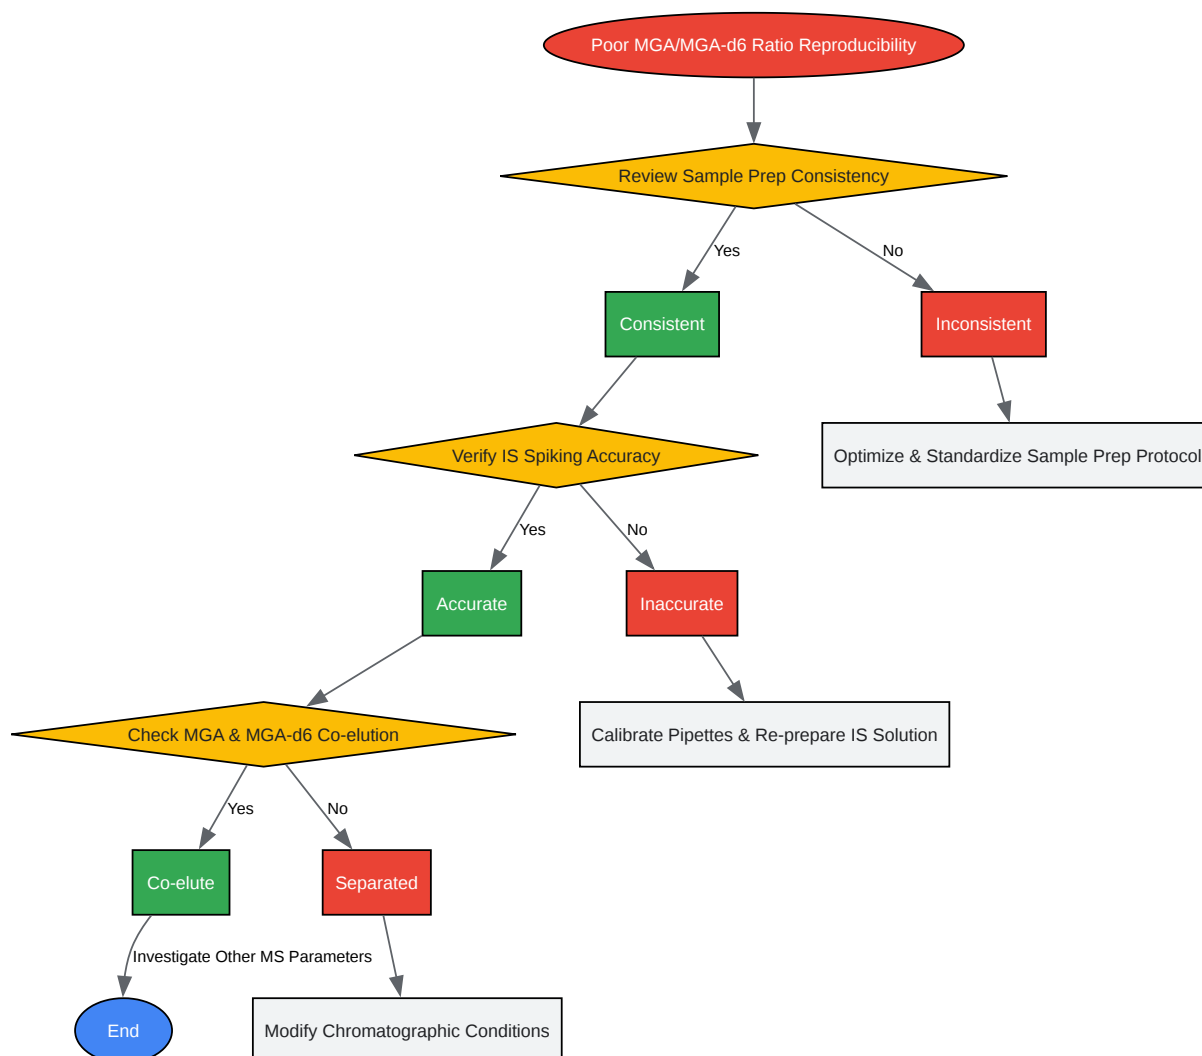 Poor MGA/MGA-d6 Ratio Reproducibility
Review Sample Prep Consistency
Yes
No
Consistent
Inconsistent
Verify IS Spiking Accuracy
Optimize & Standardize Sample Prep Protocol
Yes
No
Accurate
Inaccurate
Check MGA & MGA-d6 Co-elution
Calibrate Pipettes & Re-prepare IS Solution
Yes
No
Co-elute
Separated
Investigate Other MS Parameters
End
Modify Chromatographic Conditions